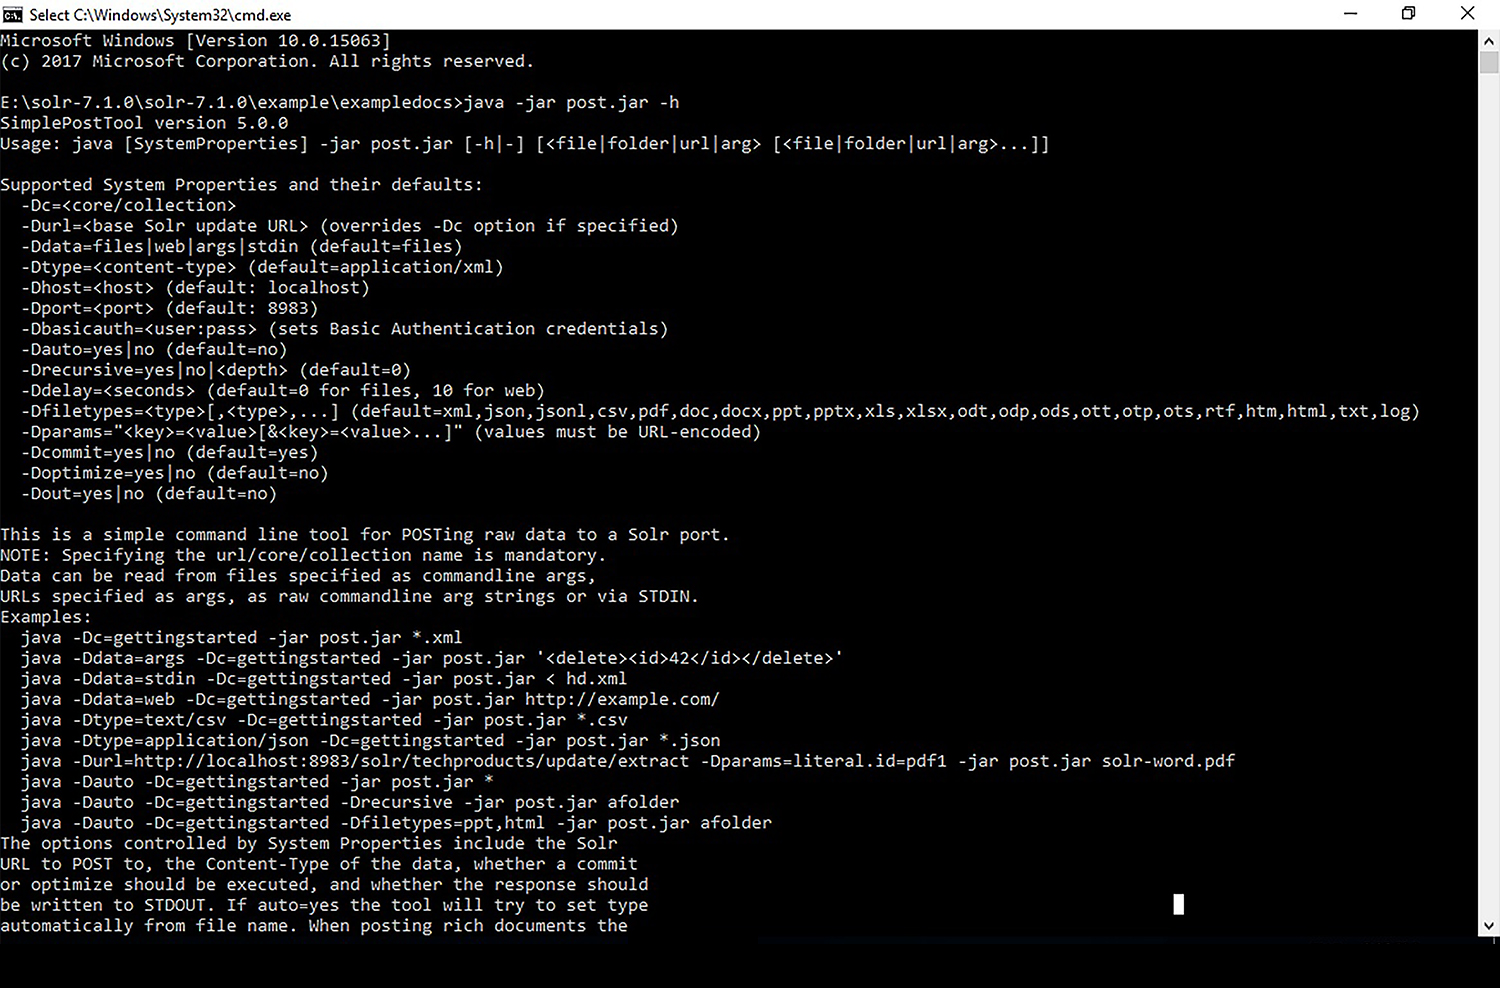 Select C:\Windows\System32\cmd.exe
Microsoft Windows [Version 10.0.15063]
(c) 2017 Microsoft Corporation. All rights reserved.
E:\solr-7.1.0\solr-7.1.0\example\exampledocs>java -jar post.jar -h
SimplePostTool version 5.0.0
Usage: java [SystemProperties] -jar post.jar [-h|-] [<file|folder|url|arg> [<file|folder|url|arg>...]]
Supported System Properties and their defaults:
-Dc=<core/collection>
-Durl=<base Solr update URL> (overrides -Dc option if specified)
-Ddata=files|web|args|stdin (default=files)
-Dtype=<content-type> (default=application/xml)
-Dhost=<host> (default: localhost)
-Dport=<port> (default: 8983)
-Dbasicauth=<user:pass> (sets Basic Authentication credentials)
-Dauto=yes|no (default=no)
-Drecursive=yes|no|<depth> (default=0)
-Ddelay=<seconds> (default=0 for files, 10 for web)
-Dfiletypes=<type>[,<type>,...] (default=xml,json,jsonl,csv,pdf,doc,docx,ppt,pptx,xls,xlsx,odt,odp,ods,ott,otp,ots,rtf,htm,html,txt,log)
-Dparams="<key>=<value>[&<key>=<value>...]" (values must be URL-encoded)
-Dcommit=yes|no (default=yes)
-Doptimize=yes|no (default=no)
-Dout=yes|no (default=no)
This is a simple command line tool for POSTing raw data to a Solr port.
NOTE: Specifying the url/core/collection name is mandatory.
Data can be read from files specified as commandline args,
URLs specified as args, as raw commandline arg strings or via STDIN.
Examples:
java -Dc=gettingstarted -jar post.jar *.xml
java -Ddata=args -Dc=gettingstarted -jar post.jar '<delete><id>42</id></delete>'
java -Ddata=stdin -Dc=gettingstarted -jar post.jar < hd.xml
java -Ddata=web -Dc=gettingstarted -jar post.jar http://example.com/
java -Dtype=text/csv -Dc=gettingstarted -jar post.jar *.csv
java -Dtype=application/json -Dc=gettingstarted -jar post.jar *.json
java -Durl=http://localhost:8983/solr/techproducts/update/extract -Dparams=literal.id=pdf1 -jar post.jar solr-word.pdf
java -Dauto -Dc=gettingstarted -jar post.jar *
java -Dauto -Dc=gettingstarted -Drecursive -jar post.jar afolder
java -Dauto -Dc=gettingstarted -Dfiletypes=ppt,html -jar post.jar afolder
The options controlled by System Properties include the Solr
URL to POST to, the Content-Type of the data, whether a commit
or optimize should be executed, and whether the response should
be written to STDOUT. If auto=yes the tool will try to set type
automatically from file name. When posting rich documents the